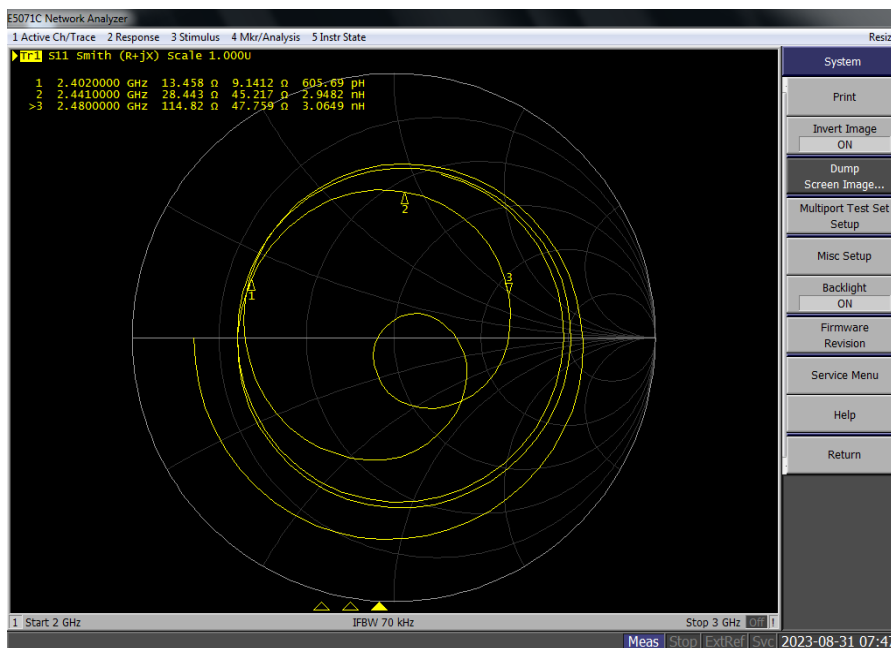 E5071C Network Analyzer
1 Active Ch/Trace 2 Response 3 Stimulus 4 Mkr/Analysis 5 Instr State
Tr1 S11 Smith (R+jX) Scale 1.000U
1 2.4020000 GHz 13.458 Ω 9.1412 Ω 605.69 pH
2 2.4410000 GHz 28.443 Ω 45.217 Ω 2.9482 nH
>3 2.4800000 GHz 114.82 Ω 47.759 Ω 3.0649 nH
2
3
1
System
Print
Invert Image
ON
Dump
Screen Image...
Multiport Test Set
Setup
Misc Setup
Backlight
ON
Firmware
Revision
Service Menu
Help
Return
1 Start 2 GHz IFBW 70 kHz Stop 3 GHz Off !
Meas Stop ExtRef Svc 2023-08-31 07:4